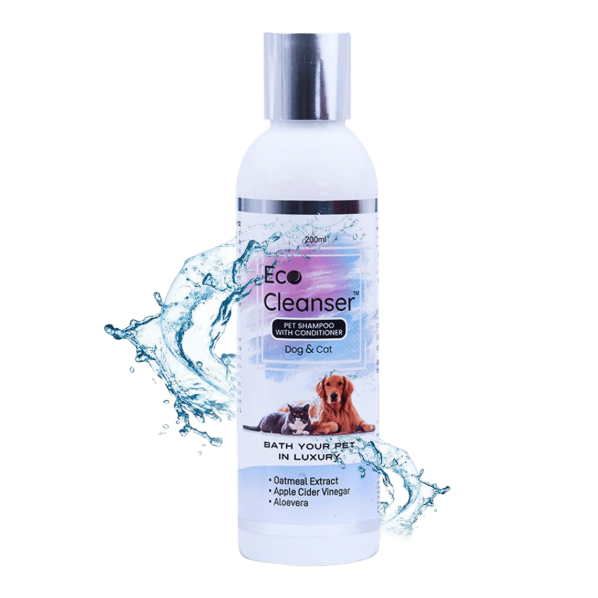 200ml
Eco
Cleanser™
PET SHAMPOO
WITH CONDITIONER
Dog & Cat
BATH YOUR PET
IN LUXURY
• Oatmeal Extract
• Apple Cider Vinegar
• Aloevera